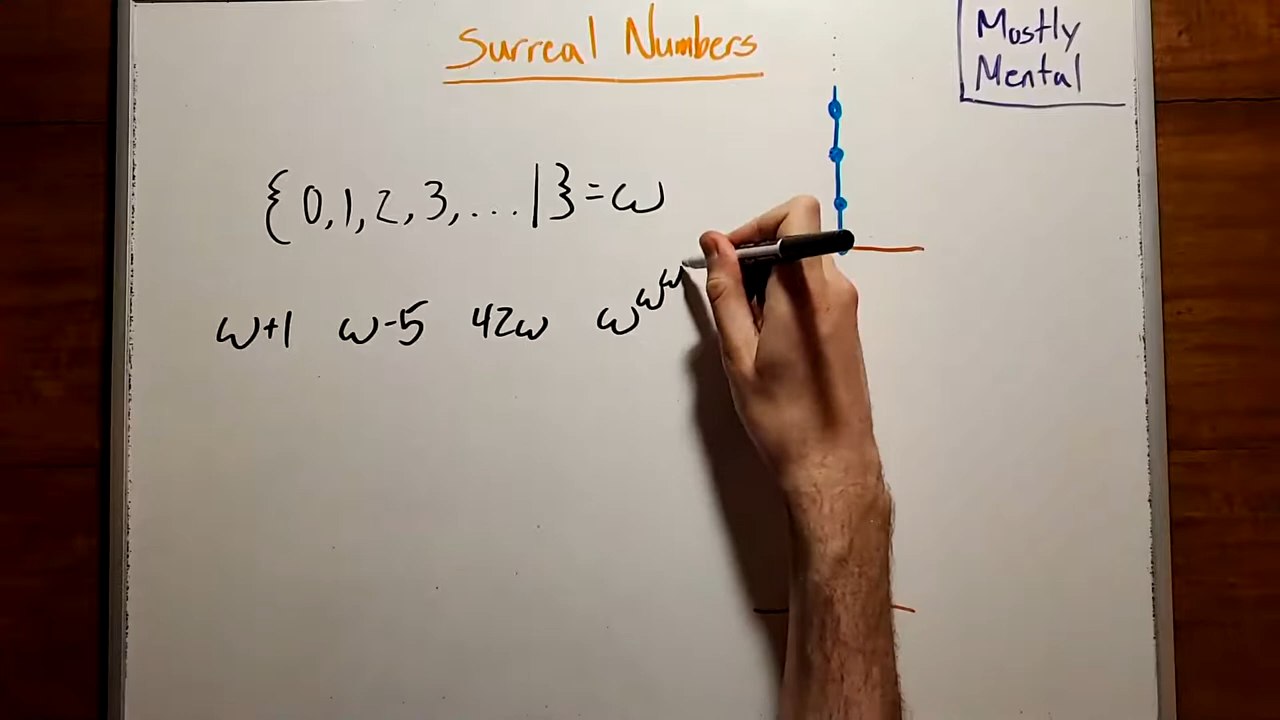 Surreal Numbers
Mostly
Mental
{ 0, 1, 2, 3, ... | } = ω
ω+1 ω-5 42ω ω^ω^ω